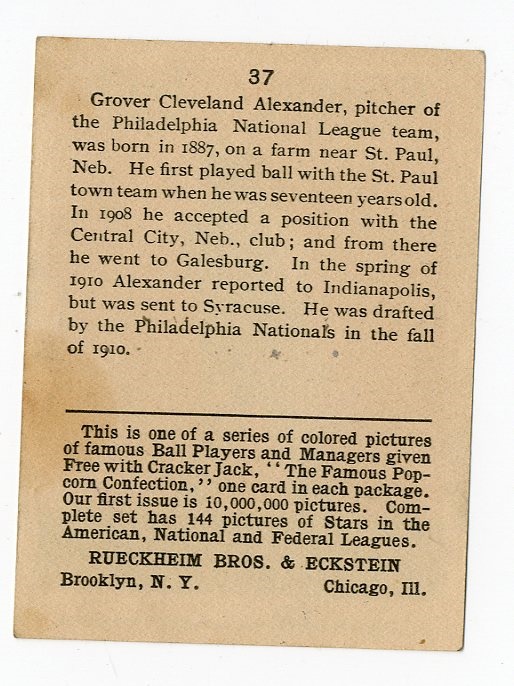 37
Grover Cleveland Alexander, pitcher of
the Philadelphia National League team,
was born in 1887, on a farm near St. Paul,
Neb. He first played ball with the St. Paul
town team when he was seventeen years old.
In 1908 he accepted a position with the
Central City, Neb., club; and from there
he went to Galesburg. In the spring of
1910 Alexander reported to Indianapolis,
but was sent to Syracuse. He was drafted
by the Philadelphia Nationals in the fall
of 1910.
This is one of a series of colored pictures
of famous Ball Players and Managers given
Free with Cracker Jack, "The Famous Pop-
corn Confection," one card in each package.
Our first issue is 10,000,000 pictures. Com-
plete set has 144 pictures of Stars in the
American, National and Federal Leagues.
RUECKHEIM BROS. & ECKSTEIN
Brooklyn, N. Y. Chicago, Ill.